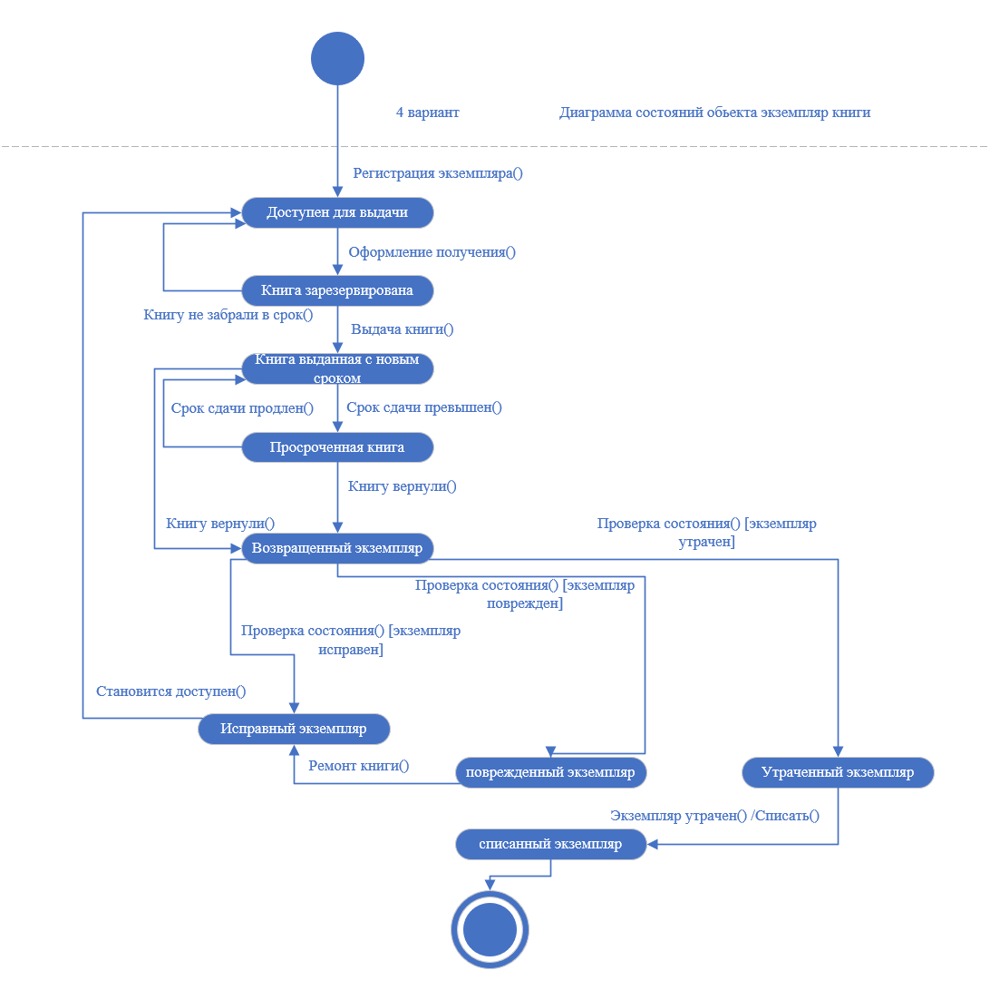 4 вариант
Диаграмма состояний обьекта экземпляр книги
Регистрация экземпляра()
Доступен для выдачи
Оформление получения()
Книга зарезервирована
Книгу не забрали в срок()
Выдача книги()
Книга выданная с новым
сроком
Срок сдачи продлен()
Срок сдачи превышен()
Просроченная книга
Книгу вернули()
Книгу вернули()
Проверка состояния() [экземпляр
утрачен]
Возвращенный экземпляр
Проверка состояния() [экземпляр
поврежден]
Проверка состояния() [экземпляр
исправен]
Становится доступен()
Исправный экземпляр
Ремонт книги()
поврежденный экземпляр
Утраченный экземпляр
Экземпляр утрачен() /Списать()
списанный экземпляр